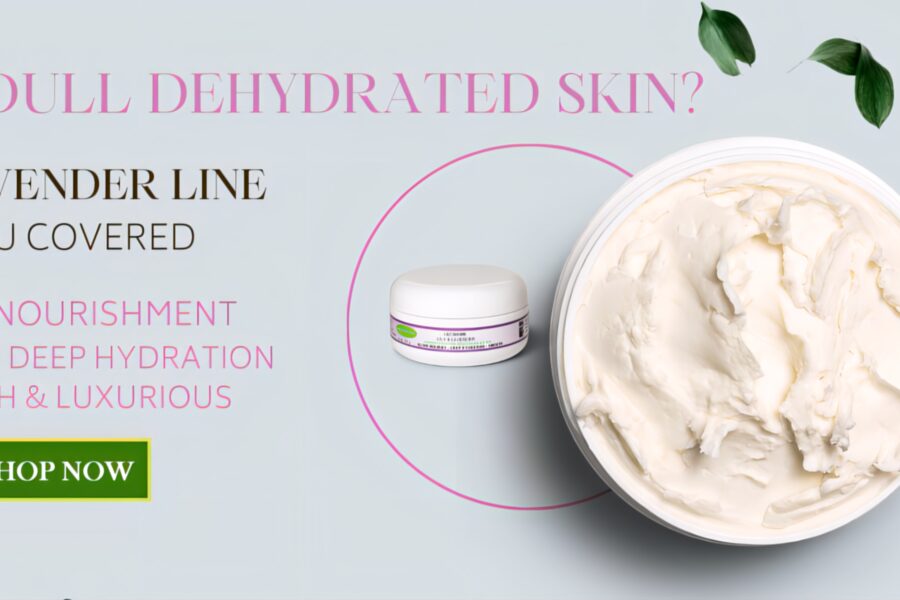 DULL DEHYDRATED SKIN?
VENDER LINE
U COVERED
NOURISHMENT
DEEP HYDRATION
H & LUXURIOUS
HOP NOW